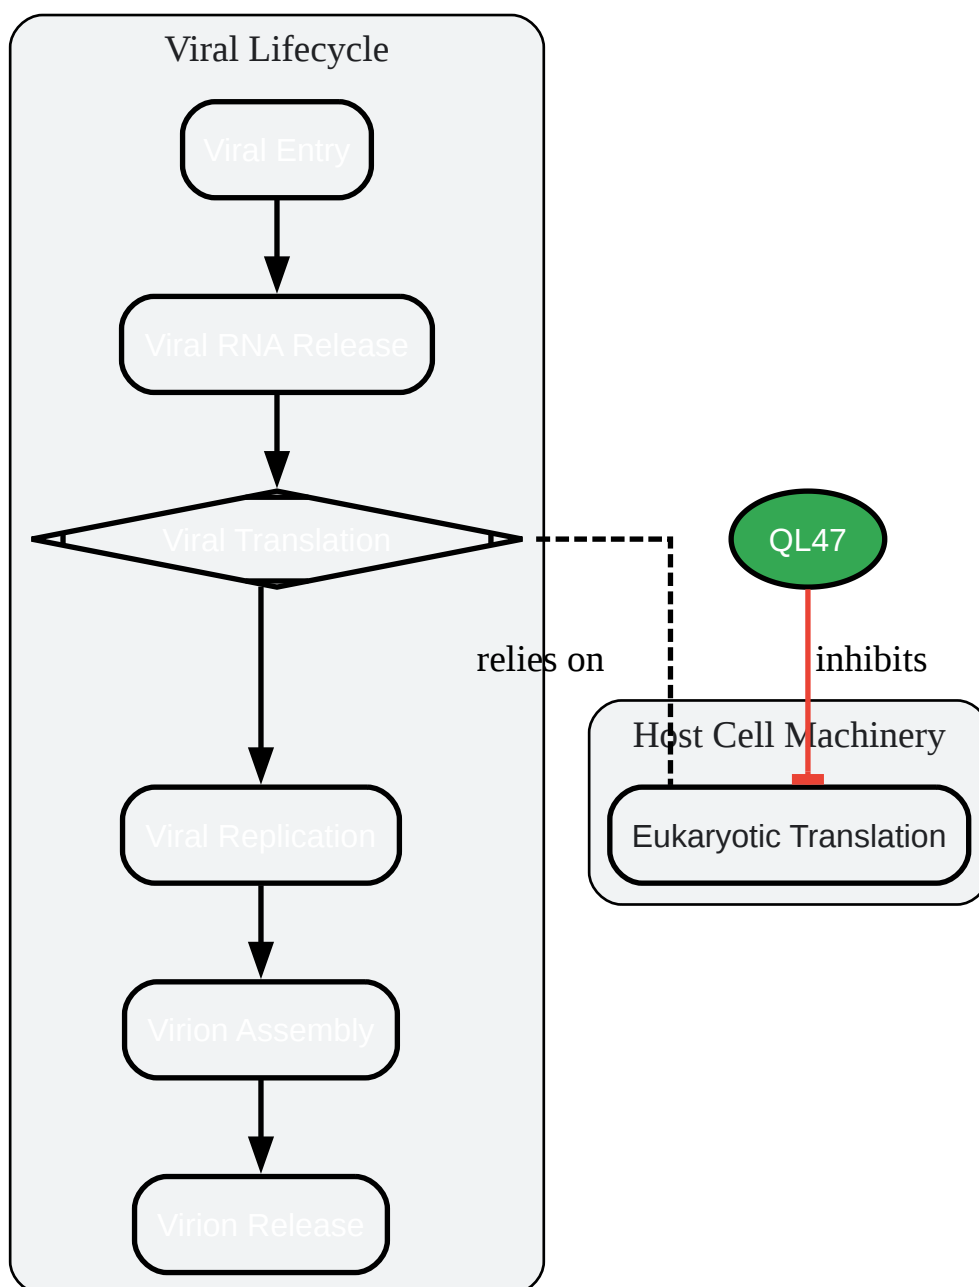 Viral Lifecycle
Viral Entry
Viral RNA Release
Viral Translation
QL47
relies on
inhibits
Host Cell Machinery
Eukaryotic Translation
Viral Replication
Virion Assembly
Virion Release